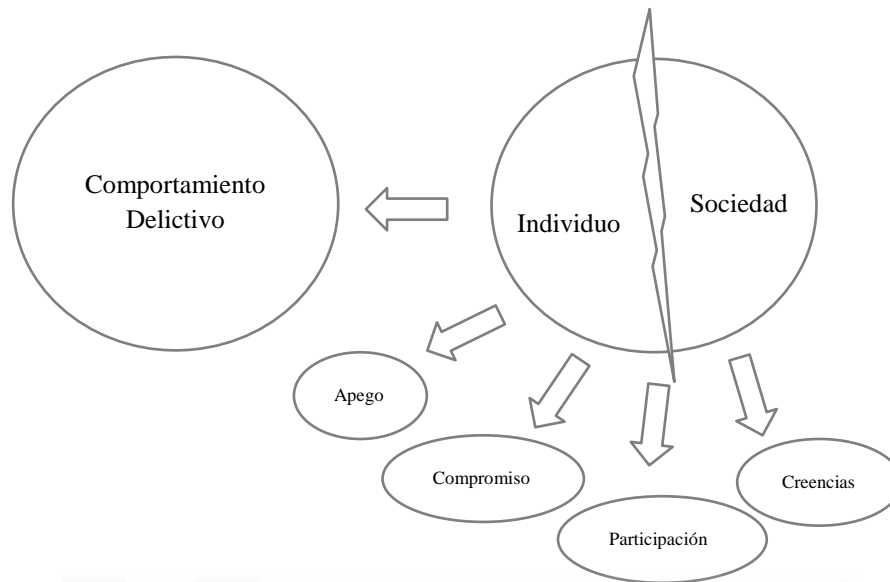 Comportamiento
Delictivo
Individuo
Sociedad
Apego
Compromiso
Participación
Creencias